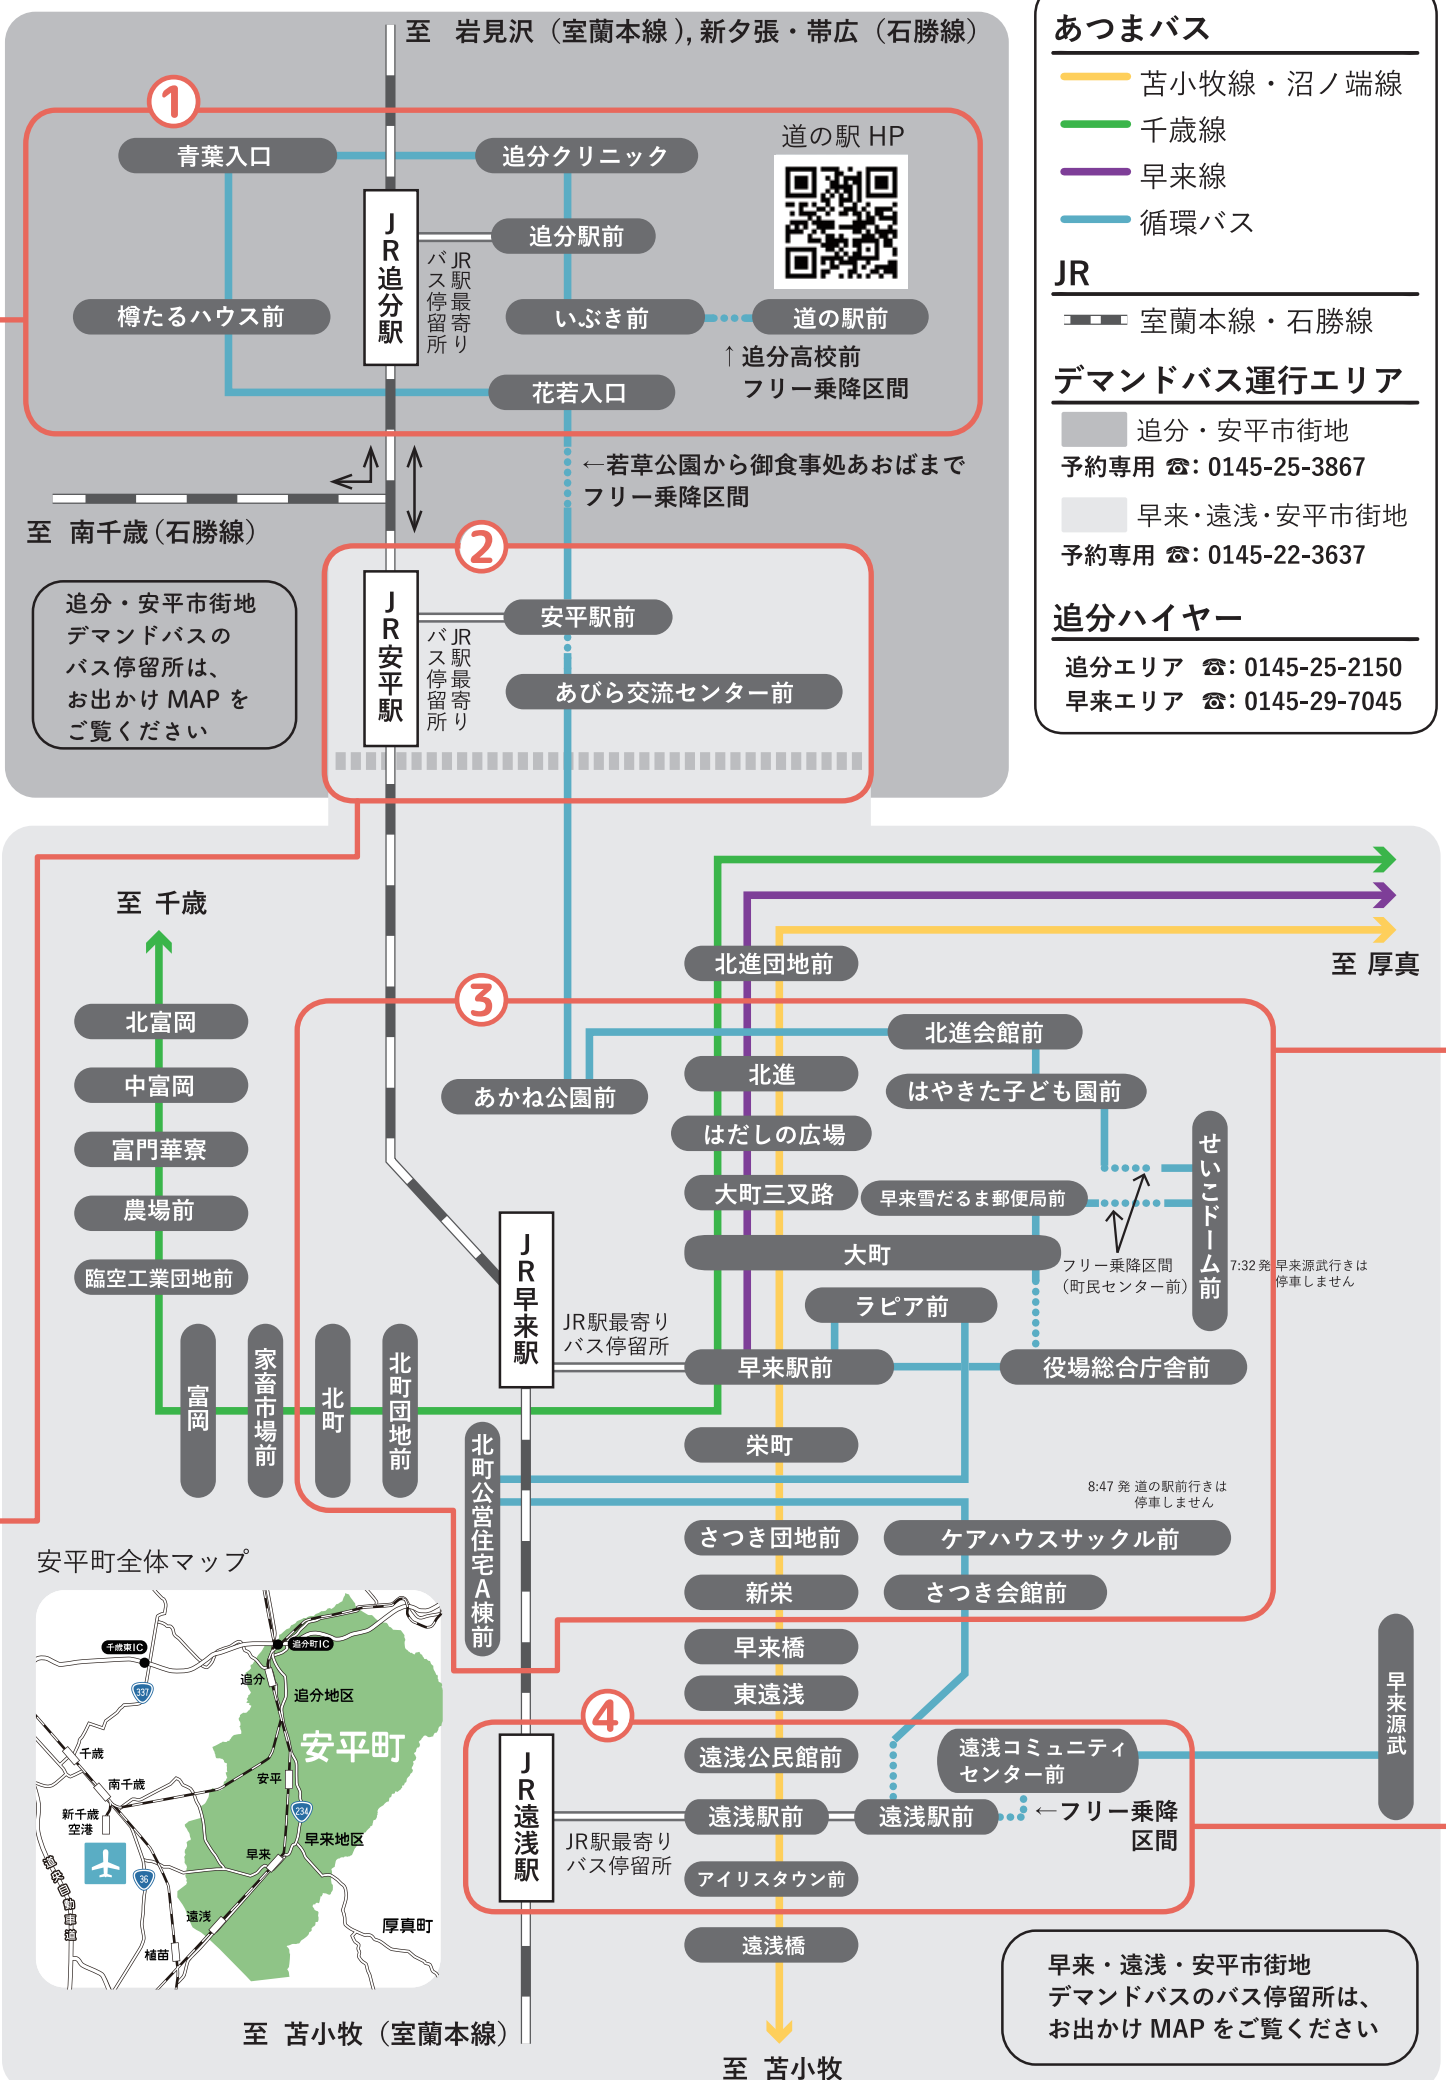 至 岩見沢（室蘭本線）, 新夕張・帯広（石勝線）
1
青葉入口
追分クリニック
道の駅 HP
JR追分駅
追分駅前
JR駅最寄り
バス停留所
樽たるハウス前
いぶき前
道の駅前
↑ 追分高校前
フリー乗降区間
花若入口
←若草公園から御食事処あおばまで
フリー乗降区間
至 南千歳（石勝線）
2
追分・安平市街地
デマンドバスの
バス停留所は、
お出かけ MAP を
ご覧ください
JR安平駅
安平駅前
JR駅最寄り
バス停留所
あびら交流センター前
あつまバス
苫小牧線・沼ノ端線
千歳線
早来線
循環バス
JR
室蘭本線・石勝線
デマンドバス運行エリア
追分・安平市街地
予約専用 ☎: 0145-25-3867
早来・遠浅・安平市街地
予約専用 ☎: 0145-22-3637
追分ハイヤー
追分エリア ☎: 0145-25-2150
早来エリア ☎: 0145-29-7045
至 千歳
至 厚真
北進団地前
3
北富岡
中富岡
富門華寮
農場前
臨空工業団地前
富岡
家畜市場前
北町
北町団地前
あかね公園前
北進会館前
北進
はやきた子ども園前
はだしの広場
せいこドーム前
大町三叉路
早来雪だるま郵便局前
大町
フリー乗降区間
（町民センター前）
7:32 発 早来源武行きは
停車しません
JR早来駅
JR駅最寄り
バス停留所
ラピア前
早来駅前
役場総合庁舎前
北町公営住宅A棟前
栄町
8:47 発 道の駅前行きは
停車しません
さつき団地前
ケアハウスサックル前
新栄
さつき会館前
早来橋
東遠浅
早来源武
4
JR遠浅駅
JR駅最寄り
バス停留所
遠浅公民館前
遠浅コミュニティ
センター前
遠浅駅前
遠浅駅前
←フリー乗降
区間
アイリスタウン前
遠浅橋
安平町全体マップ
千歳東IC
追分町IC
337
追分
追分地区
安平町
千歳
南千歳
安平
新千歳
空港
234
早来地区
早来
36
遠浅
植苗
厚真町
早来・遠浅・安平市街地
デマンドバスのバス停留所は、
お出かけ MAP をご覧ください
至 苫小牧（室蘭本線）
至 苫小牧